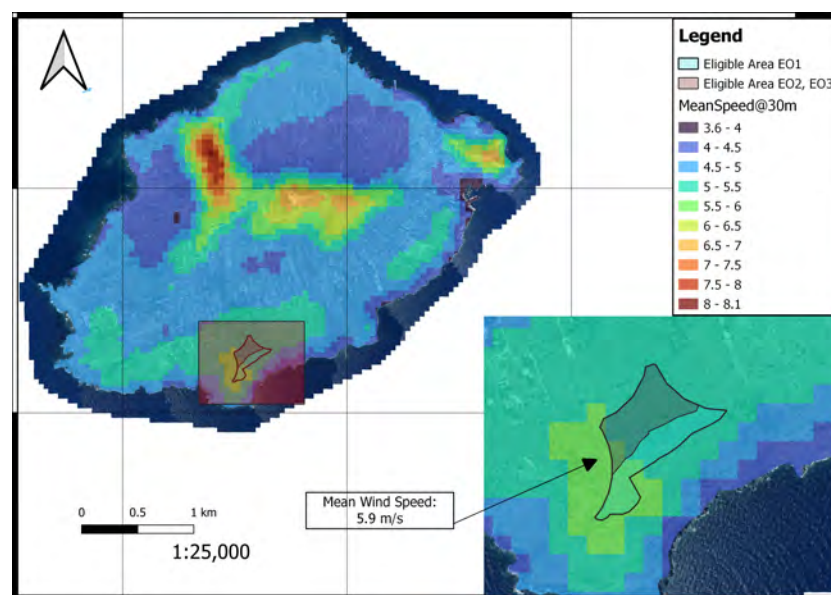 Legend
Eligible Area EO1
Eligible Area EO2, EO3
MeanSpeed@30m
3.6 - 4
4 - 4.5
4.5 - 5
5 - 5.5
5.5 - 6
6 - 6.5
6.5 - 7
7 - 7.5
7.5 - 8
8 - 8.1
Mean Wind Speed:
5.9 m/s
0 0.5 1 km
1:25,000